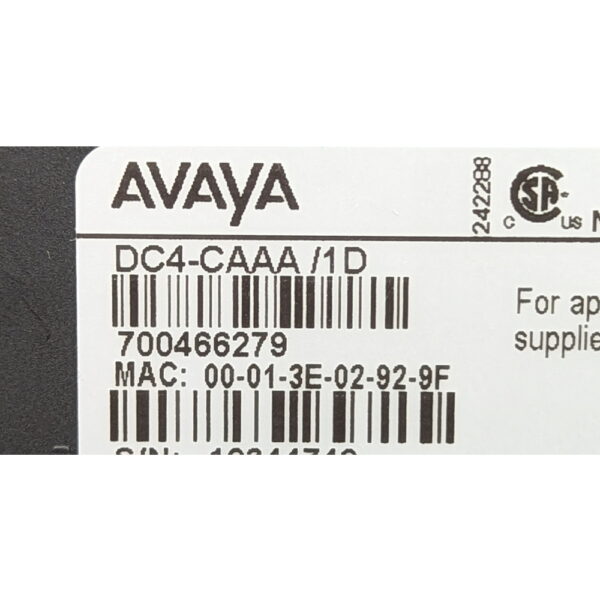 AVAYA
242288
C US
DC4-CAAA /1D
700466279
MAC: 00-01-3E-02-92-9F
S/N:
For ap
supplie